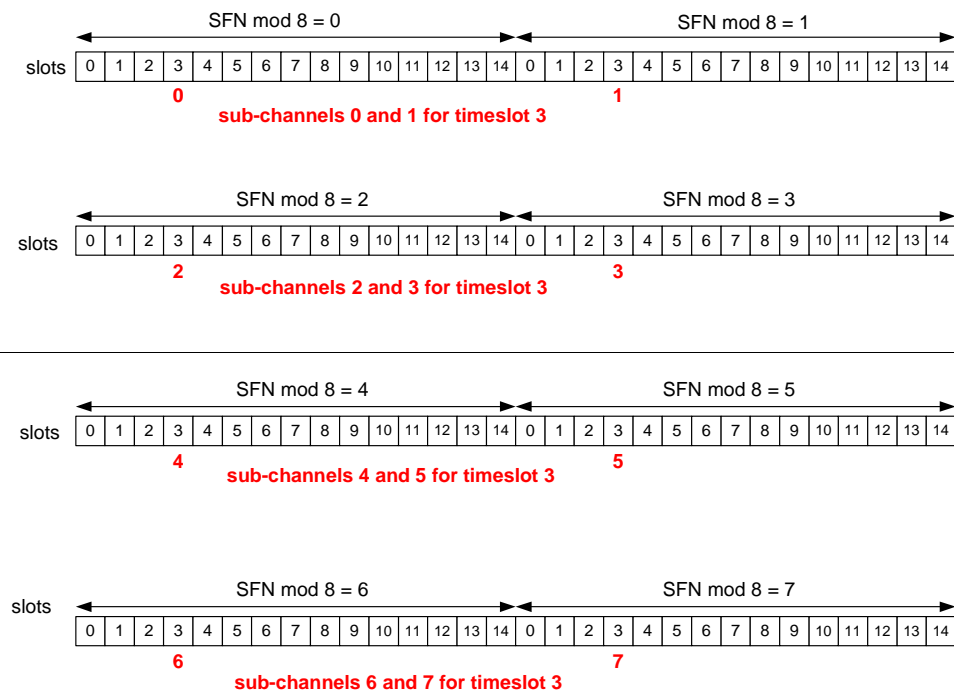 SFN mod 8 = 0 SFN mod 8 = 1
slots 0 1 2 3 4 5 6 7 8 9 10 11 12 13 14 0 1 2 3 4 5 6 7 8 9 10 11 12 13 14
0 1
sub-channels 0 and 1 for timeslot 3
SFN mod 8 = 2 SFN mod 8 = 3
slots 0 1 2 3 4 5 6 7 8 9 10 11 12 13 14 0 1 2 3 4 5 6 7 8 9 10 11 12 13 14
2 3
sub-channels 2 and 3 for timeslot 3
SFN mod 8 = 4 SFN mod 8 = 5
slots 0 1 2 3 4 5 6 7 8 9 10 11 12 13 14 0 1 2 3 4 5 6 7 8 9 10 11 12 13 14
4 5
sub-channels 4 and 5 for timeslot 3
SFN mod 8 = 6 SFN mod 8 = 7
slots
0 1 2 3 4 5 6 7 8 9 10 11 12 13 14 0 1 2 3 4 5 6 7 8 9 10 11 12 13 14
6 7
sub-channels 6 and 7 for timeslot 3